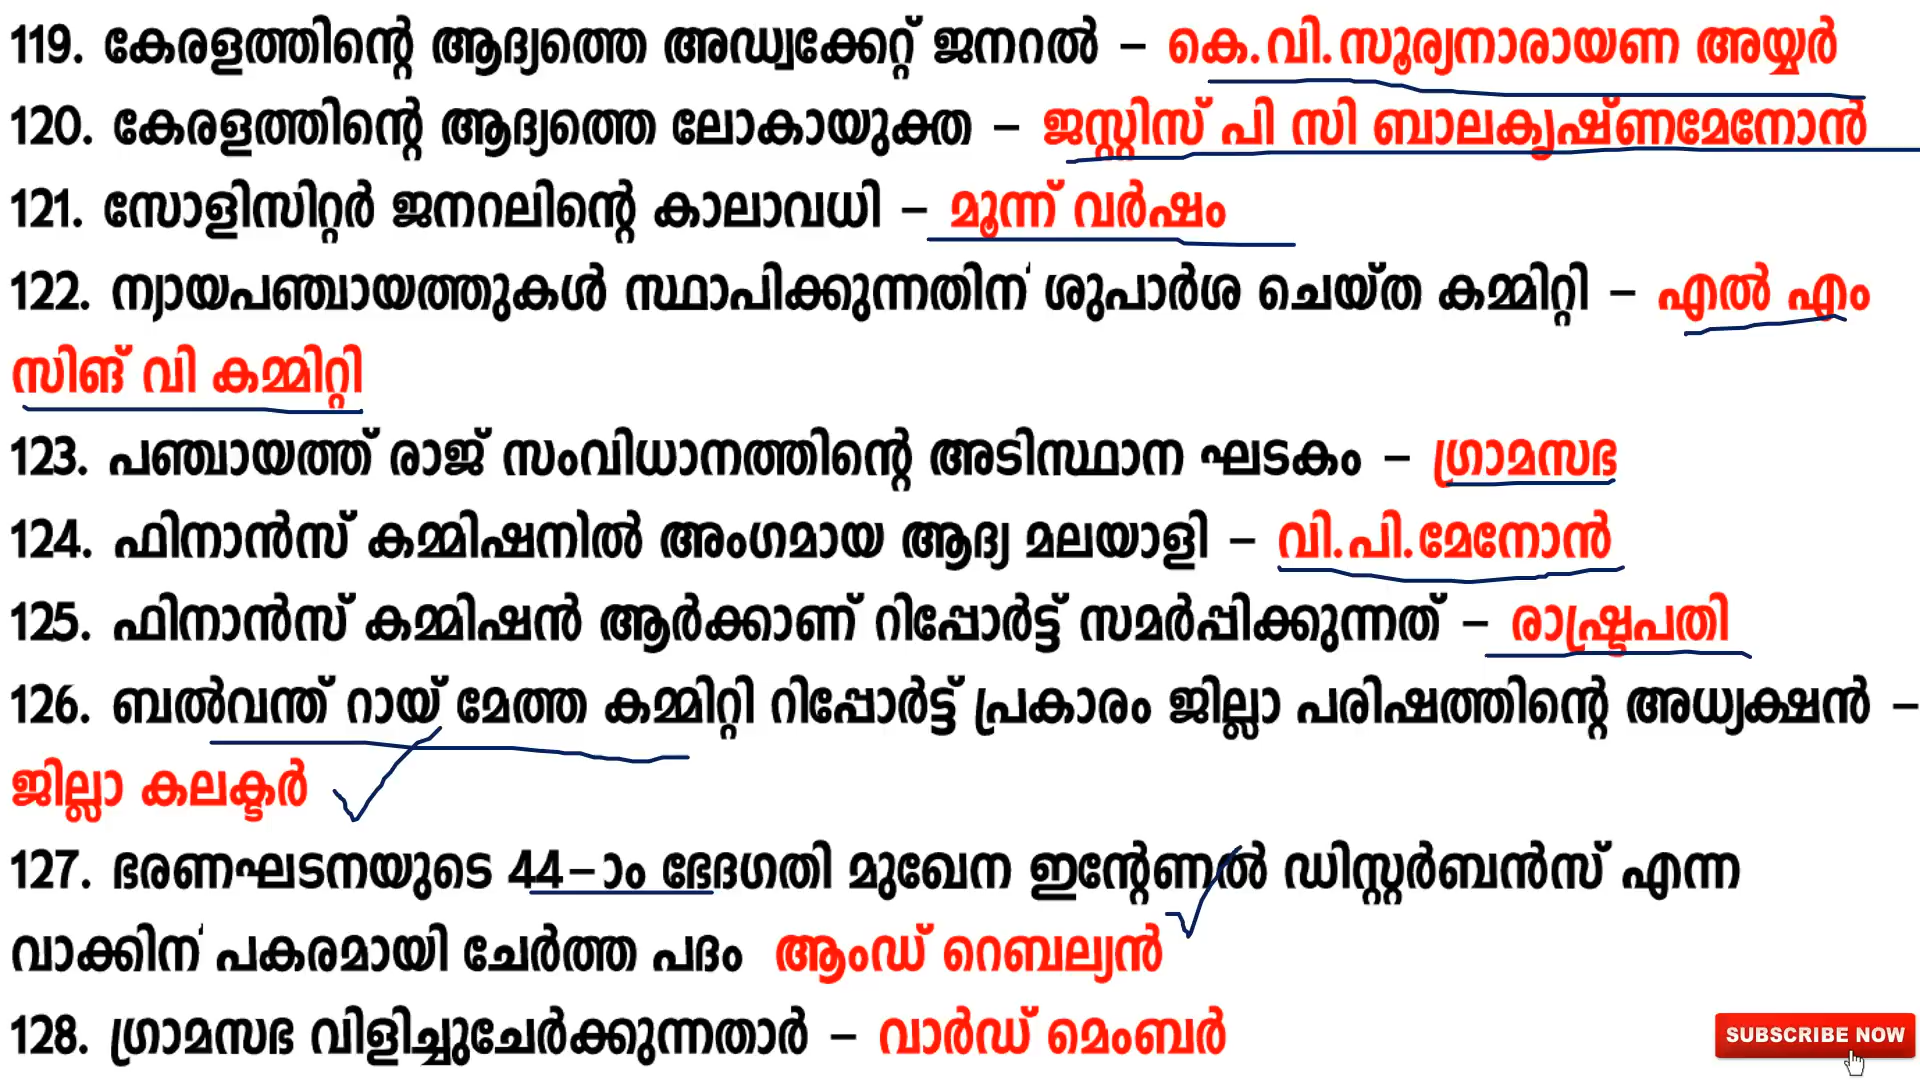 119. കേരളത്തിന്റെ ആദ്യത്തെ അഡ്വക്കേറ്റ് ജനറൽ – കെ.വി.സൂര്യനാരായണ അയ്യർ
120. കേരളത്തിന്റെ ആദ്യത്തെ ലോകായുക്ത – ജസ്റ്റിസ് പി സി ബാലകൃഷ്ണമേനോൻ
121. സോളിസിറ്റർ ജനറലിന്റെ കാലാവധി – മൂന്ന് വർഷം
122. ന്യായപഞ്ചായത്തുകൾ സ്ഥാപിക്കുന്നതിന് ശുപാർശ ചെയ്ത കമ്മിറ്റി – എൽ എം
സിങ് വി കമ്മിറ്റി
123. പഞ്ചായത്ത് രാജ് സംവിധാനത്തിന്റെ അടിസ്ഥാന ഘടകം – ഗ്രാമസഭ
124. ഫിനാൻസ് കമ്മിഷനിൽ അംഗമായ ആദ്യ മലയാളി – വി.പി.മേനോൻ
125. ഫിനാൻസ് കമ്മിഷൻ ആർക്കാണ് റിപ്പോർട്ട് സമർപ്പിക്കുന്നത് – രാഷ്ട്രപതി
126. ബൽവന്ത് റായ് മേത്ത കമ്മിറ്റി റിപ്പോർട്ട് പ്രകാരം ജില്ലാ പരിഷത്തിന്റെ അധ്യക്ഷൻ –
ജില്ലാ കലക്ടർ
127. ഭരണഘടനയുടെ 44-ാം ഭേദഗതി മുഖേന ഇന്റേണൽ ഡിസ്റ്റർബൻസ് എന്ന
വാക്കിന് പകരമായി ചേർത്ത പദം ആംഡ് റെബല്യൻ
128. ഗ്രാമസഭ വിളിച്ചുചേർക്കുന്നതാർ – വാർഡ് മെംബർ
SUBSCRIBE NOW